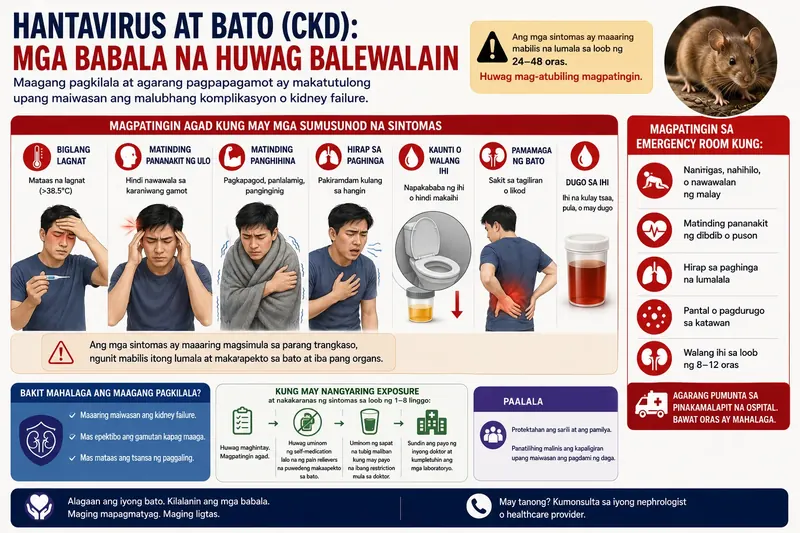 HANTAVIRUS AT BATO (CKD):
MGA BABALA NA HUWAG BALEWALAIN
Maagang pagkilala at agarang pagpapagamot ay makatutulong
upang maiwasan ang malubhang komplikasyon o kidney failure.
Ang mga sintomas ay maaaring
mabilis na lumala sa loob ng
24–48 oras.
Huwag mag-atubiling magpatingin.
MAGPATINGIN AGAD KUNG MAY MGA SUMUSUNOD NA SINTOMAS
BIGLANG
LAGNAT
Mataas na lagnat
(>38.5°C)
MATINDING
PANANAKIT NG ULO
Hindi nawawala sa
karaniwang gamot
MATINDING
PANGHIHINA
Pagkapagod, panlalamig,
panginginig
HIRAP SA
PAGHINGA
Pakiramdam kulang
sa hangin
KAUNTI O
WALANG
IHI
Napakababa ng ihi
o hindi makaihi
PAMAMAGA
NG BATO
Sakit sa tagiliran
o likod
DUGO SA IHI
Ihi na kulay tsaa,
pula, o may dugo
Ang mga sintomas ay maaaring magsimula sa parang trangkaso,
ngunit mabilis itong lumala at makaapekto sa bato at iba pang organs.
MAGPATINGIN SA
EMERGENCY ROOM KUNG:
Naninigas, nahihilo,
o nawawalan
ng malay
Matinding pananakit
ng dibdib o puson
Hirap sa paghinga
na lumalala
Pantal o pagdurugo
sa katawan
Walang ihi sa loob
ng 8–12 oras
AGARANG PUMUNTA SA
PINAKAMALAPIT NA OSPITAL.
BAWAT ORAS AY MAHALAGA.
BAKIT MAHALAGA ANG MAAGANG PAGKILALA?
Maaaring maiwasan ang kidney failure.
Mas epektibo ang gamutan kapag maaga.
Mas mataas ang tsansa ng paggaling.
KUNG MAY NANGYARING EXPOSURE
at nakakaranas ng sintomas sa loob ng 1–8 linggo:
Huwag maghintay.
Magpatingin agad.
Huwag uminom
ng self-medication
lalo na ng pain relievers
na puwedeng makaapekto
sa bato.
Uminom ng sapat
na tubig maliban
kung may payo
na ibang restriction
mula sa doktor.
Sundin ang payo ng
inyong doktor at
kumpletuhin ang
mga laboratoryo.
PAALALA
Protektahan ang sarili at ang pamilya.
Panatilihing malinis ang kapaligiran
upang maiwasan ang pagdami ng daga.
Alagaan ang iyong bato. Kilalanin ang mga babala.
Maging mapagmatyag. Maging ligtas.
May tanong? Kumonsulta sa iyong nephrologist
o healthcare provider.